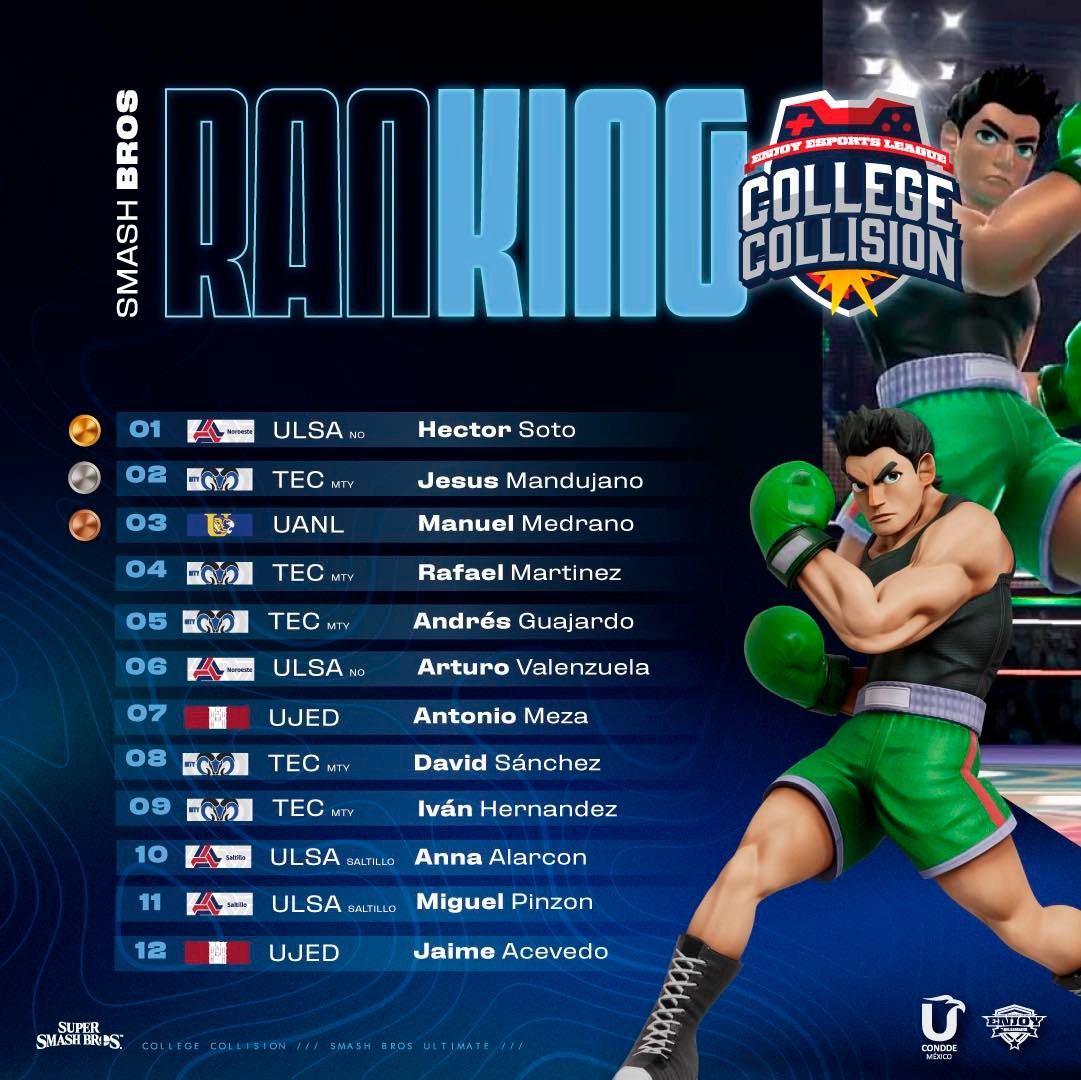 SMASH BROS
RANKING
ENJOY ESPORTS LEAGUE
COLLEGE
COLLISION
01 Noroeste ULSA NO Hector Soto
02 MTY TEC MTY Jesus Mandujano
03 UANL Manuel Medrano
04 MTY TEC MTY Rafael Martinez
05 MTY TEC MTY Andrés Guajardo
06 Noroeste ULSA NO Arturo Valenzuela
07 UJED Antonio Meza
08 MTY TEC MTY David Sánchez
09 MTY TEC MTY Iván Hernandez
10 Saltillo ULSA SALTILLO Anna Alarcon
11 Saltillo ULSA SALTILLO Miguel Pinzon
12 UJED Jaime Acevedo
SUPER
SMASH BROS.
COLLEGE COLLISION /// SMASH BROS ULTIMATE ///
CONDDE
MÉXICO
ENJOY